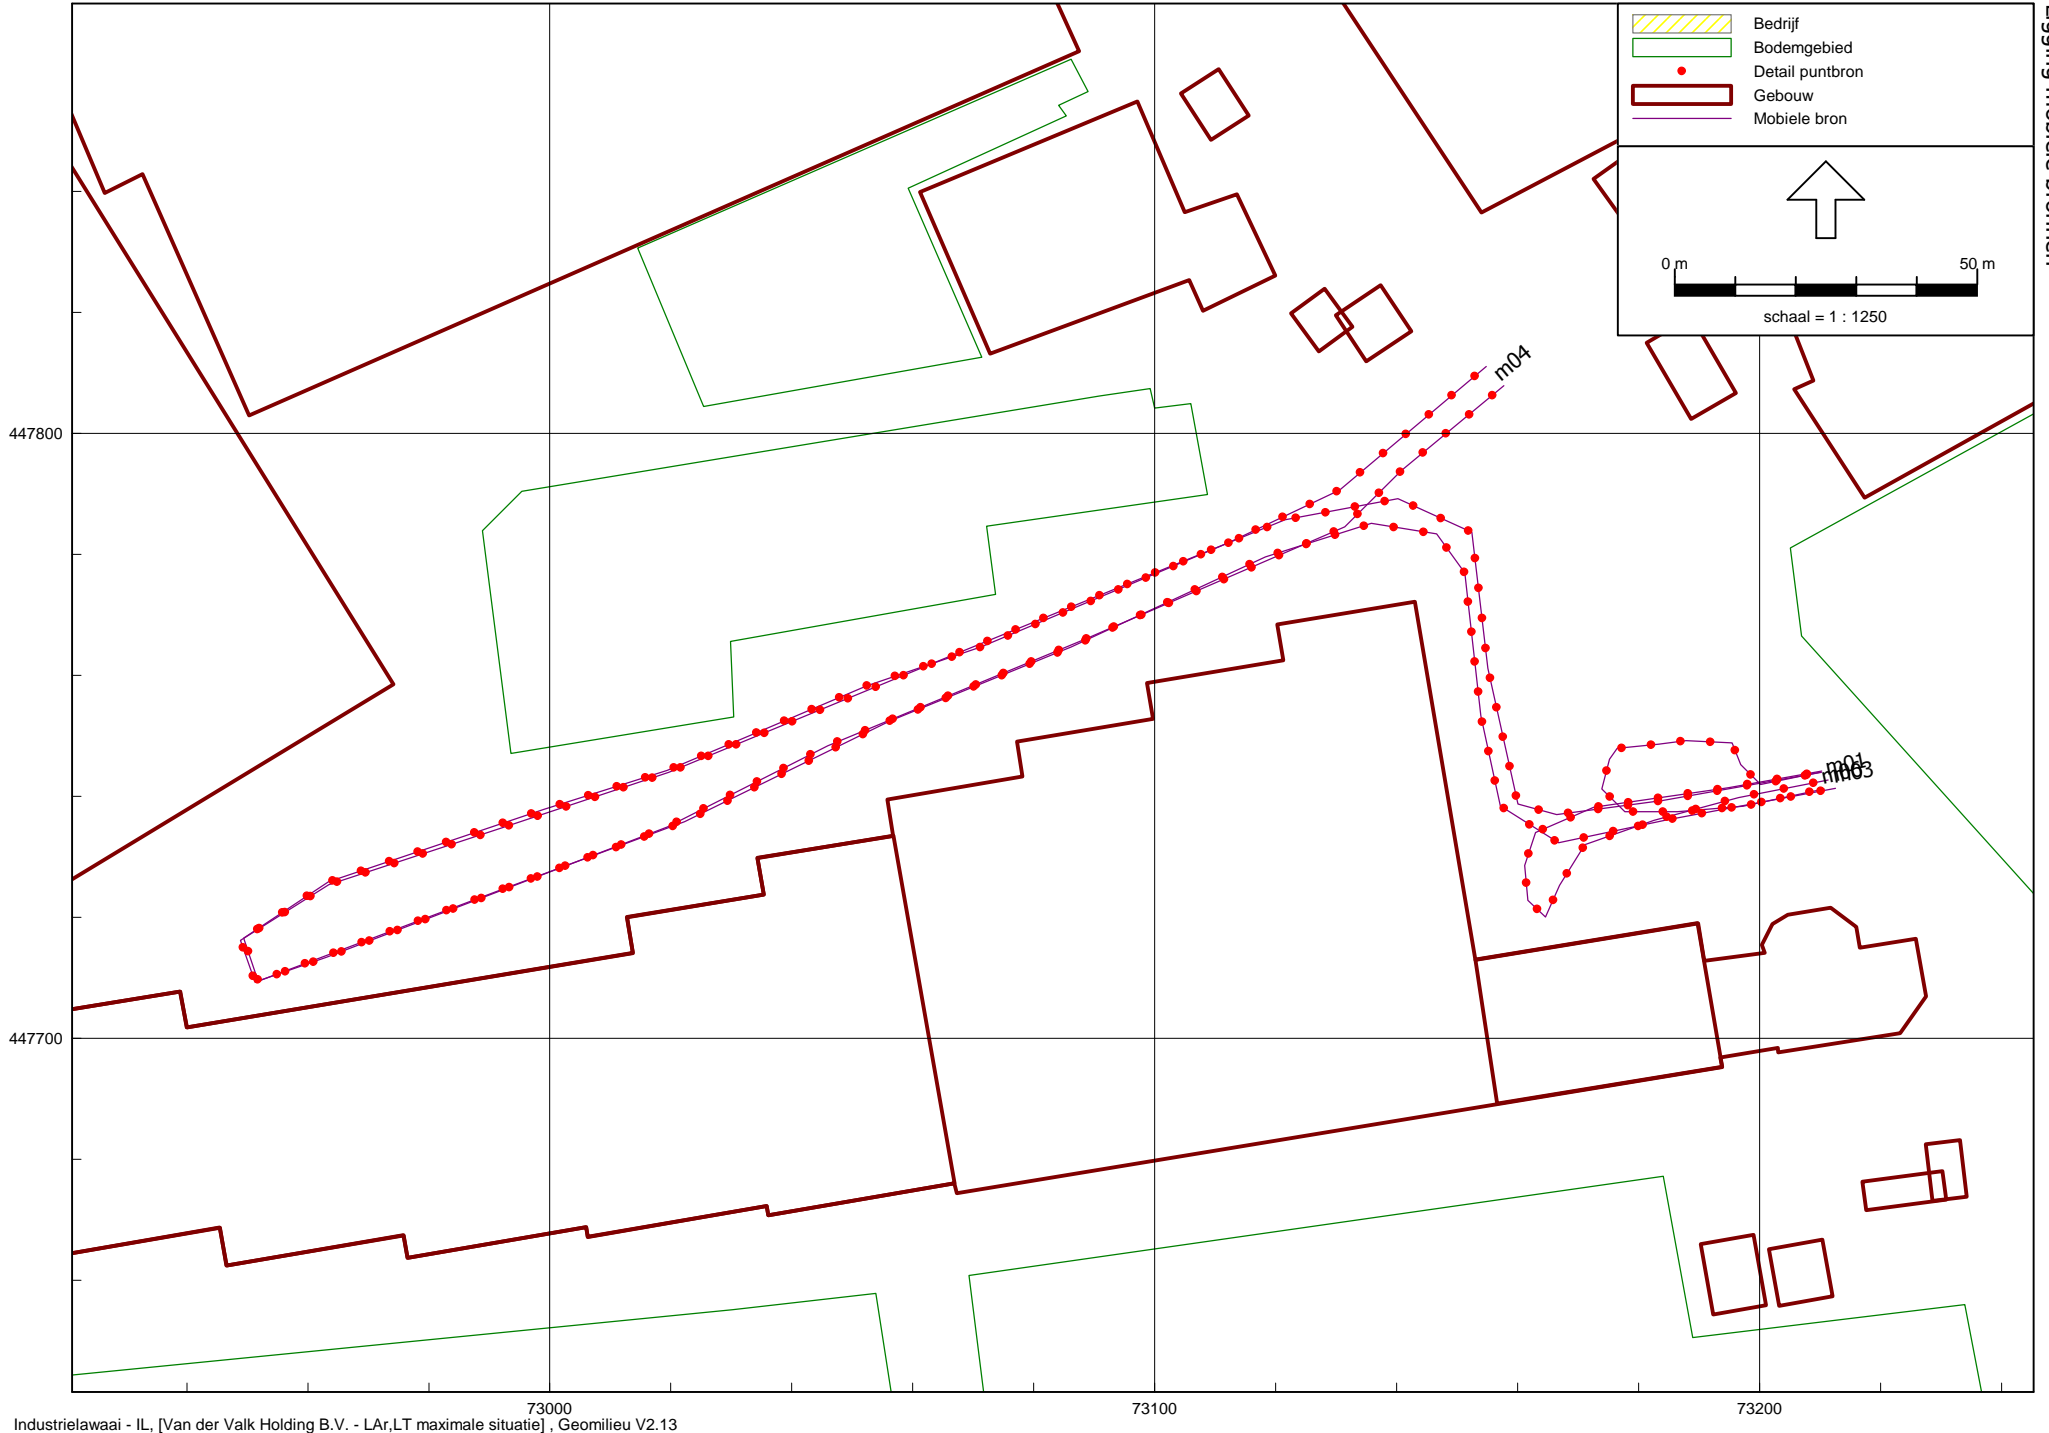 Bedrijf
Bodemgebied
Detail puntbron
Gebouw
Mobiele bron
0 m
50 m
schaal = 1 : 1250
m04
447800
m01
447700
73000
73100
73200
Industrielawaai - IL, [Van der Valk Holding B.V. - LAr,LT maximale situatie] , Geomilieu V2.13